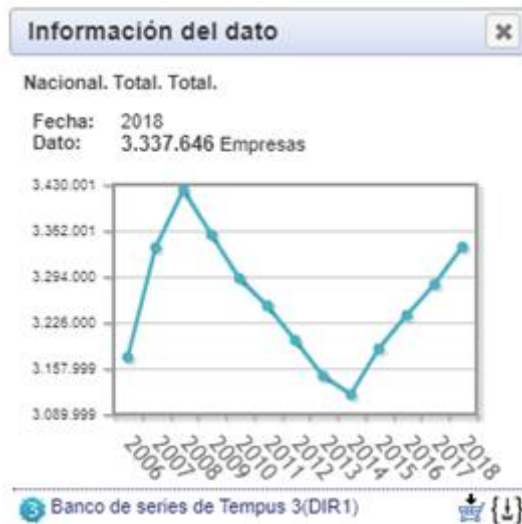 Información del dato
Nacional. Total. Total.
Fecha: 2018
Dato: 3.337.646 Empresas
3.430.001
3.362.001
3.294.000
3.226.000
3.157.999
3.089.999
2006 2007 2008 2009 2010 2011 2012 2013 2014 2015 2016 2017 2018
3 Banco de series de Tempus 3(DIR1)